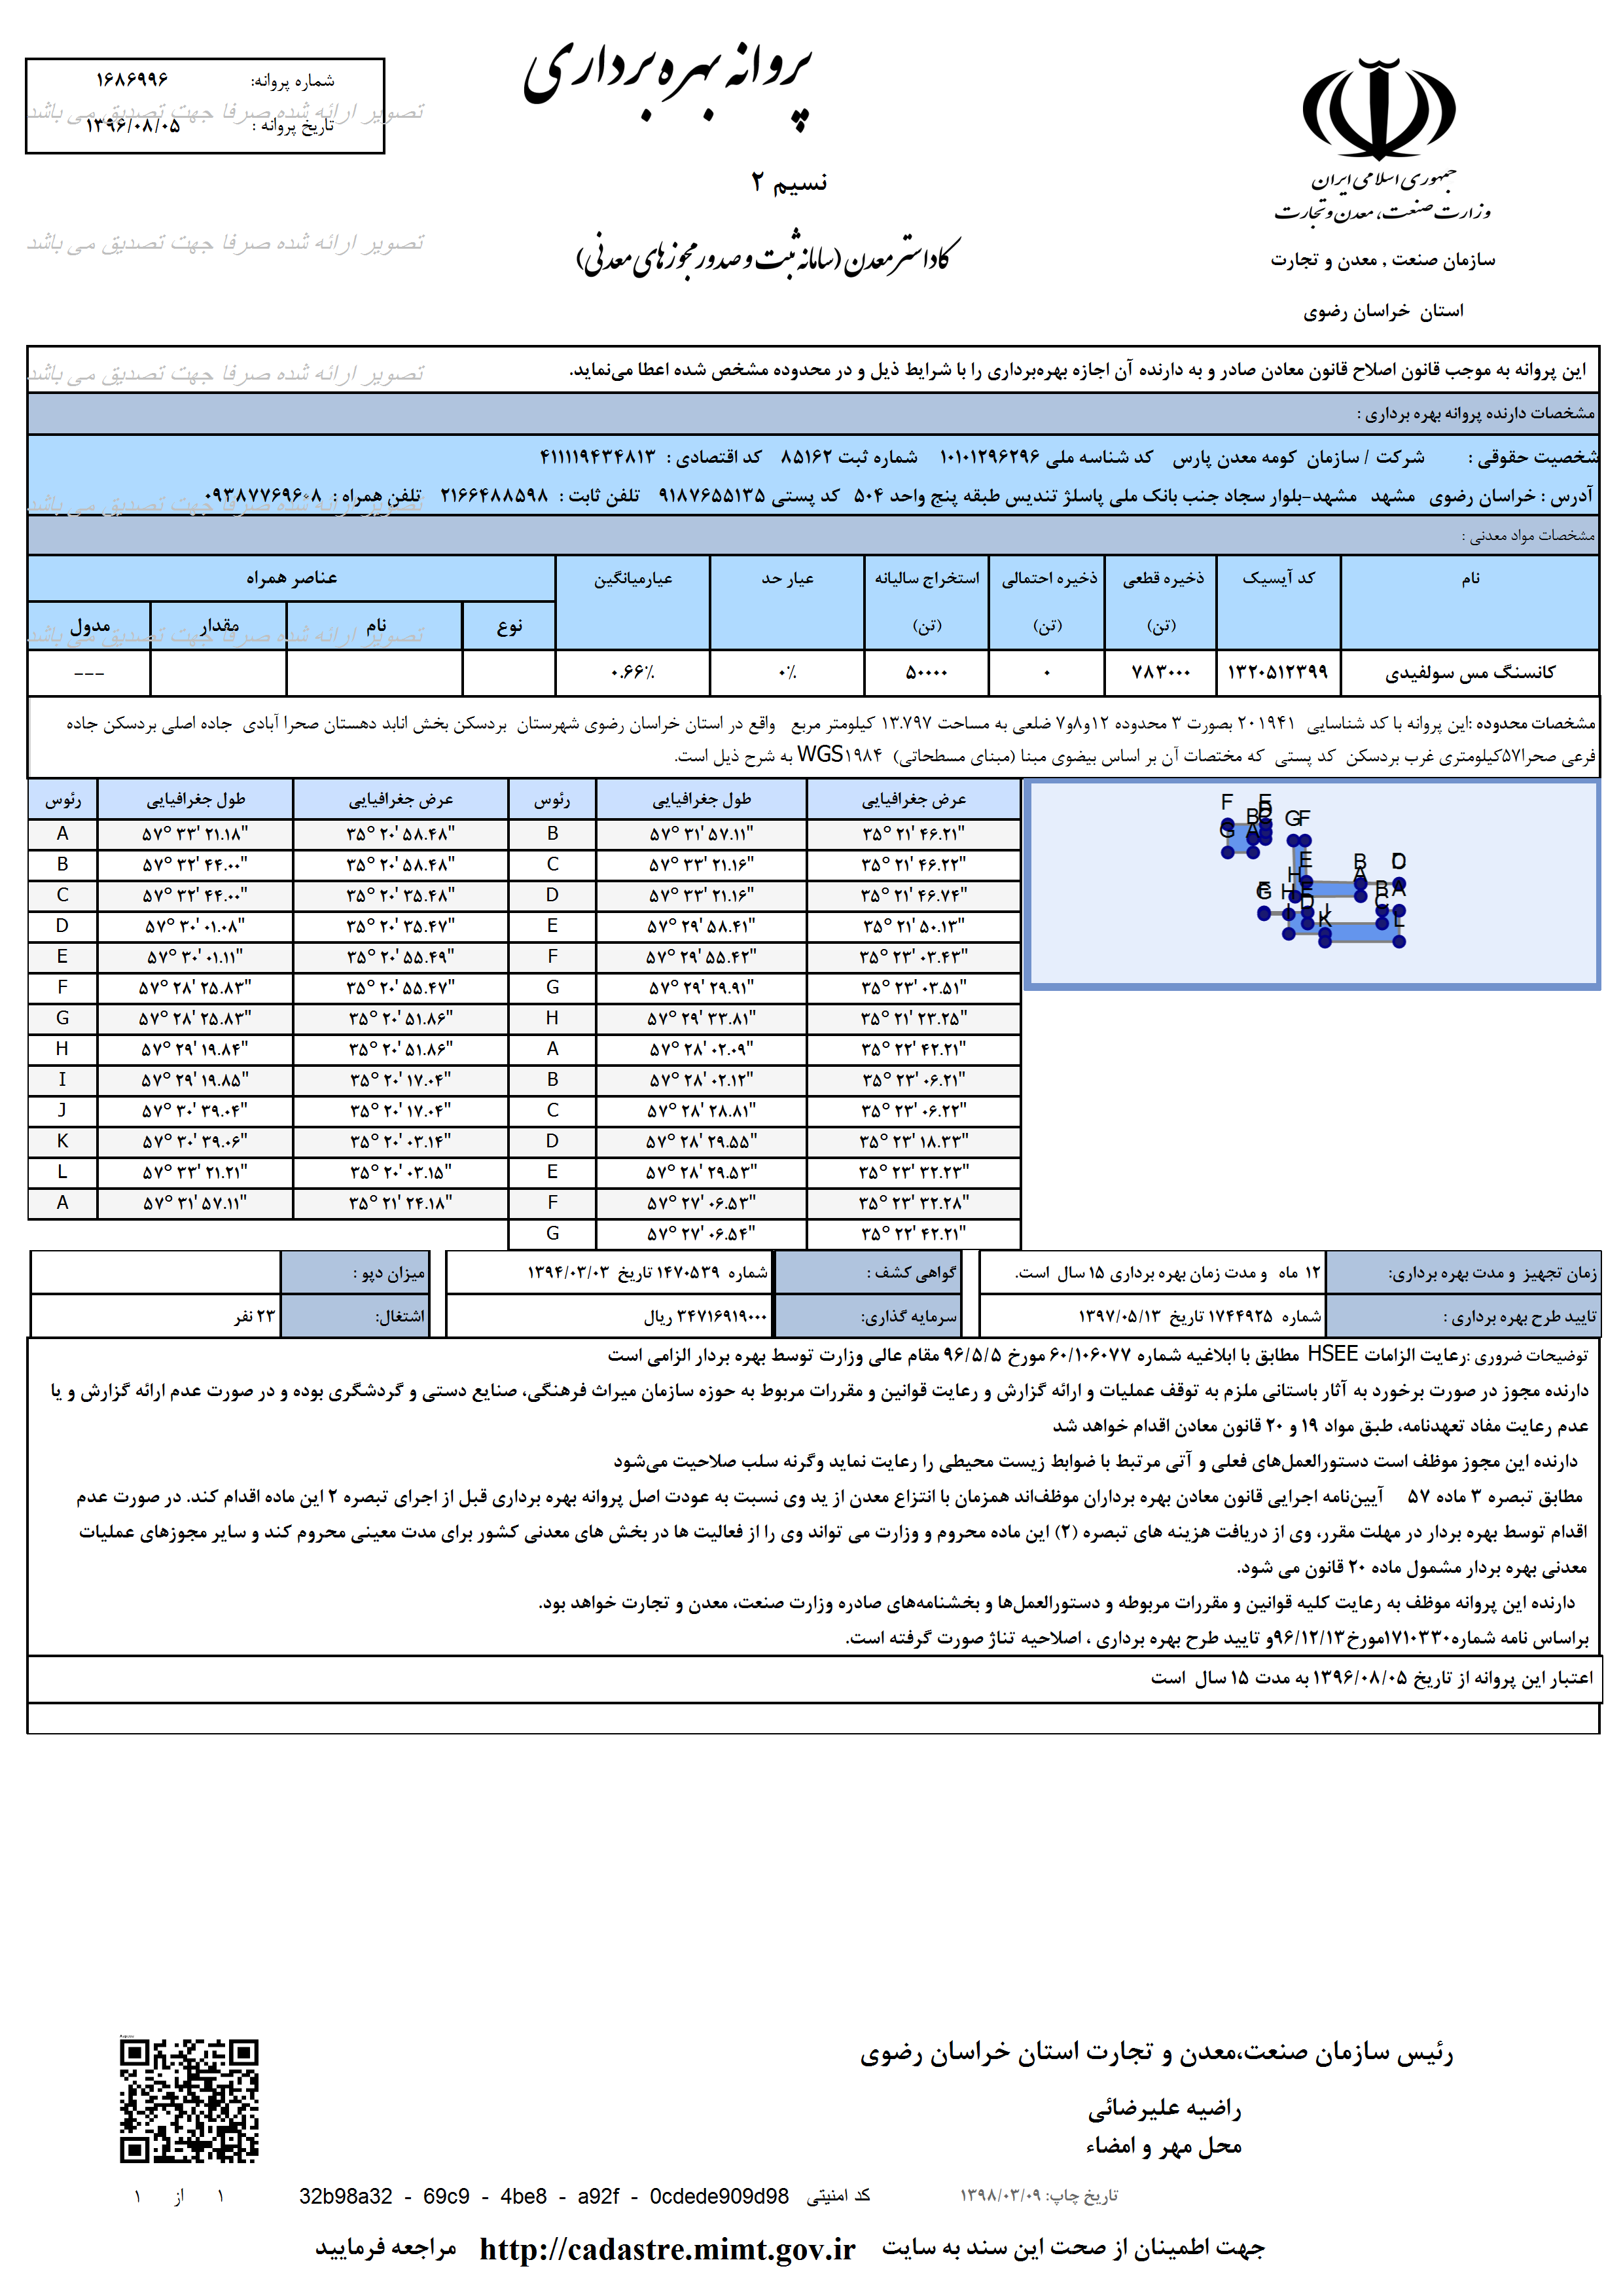 جمهوری اسلامی ایران
وزارت صنعت، معدن و تجارت
سازمان صنعت , معدن و تجارت
استان خراسان رضوی
پروانه بهره برداری
نسیم ۲
کاداستر معدن (سامانه ثبت و صدور مجوزهای معدنی)
شماره پروانه: ۱۶۸۶۹۹۶
تصویر ارائه شده صرفا جهت تصدیق می باشد
تاریخ پروانه : ۱۳۹۶/۰۸/۰۵
تصویر ارائه شده صرفا جهت تصدیق می باشد
تصویر ارائه شده صرفا جهت تصدیق می باشد
این پروانه به موجب قانون اصلاح قانون معادن صادر و به دارنده آن اجازه بهره‌برداری را با شرایط ذیل و در محدوده مشخص شده اعطا می‌نماید.
مشخصات دارنده پروانه بهره برداری :
شخصیت حقوقی : شرکت / سازمان کومه معدن پارس کد شناسه ملی ۱۰۱۰۱۲۹۶۲۹۶ شماره ثبت ۸۵۱۶۲ کد اقتصادی : ۴۱۱۱۱۹۴۳۴۸۱۳
آدرس : خراسان رضوی مشهد مشهد-بلوار سجاد جنب بانک ملی پاسلژ تندیس طبقه پنج واحد ۵۰۴ کد پستی ۹۱۸۷۶۵۵۱۳۵ تلفن ثابت : ۲۱۶۶۴۸۸۵۹۸ تلفن همراه : ۰۹۳۸۷۷۶۹۶۰۸
تصویر ارائه شده صرفا جهت تصدیق می باشد
مشخصات مواد معدنی :
نام کد آیسیک ذخیره قطعی (تن) ذخیره احتمالی (تن) استخراج سالیانه (تن) عیار حد عیارمیانگین عناصر همراه
نوع نام مقدار مدول
تصویر ارائه شده صرفا جهت تصدیق می باشد
کانسنگ مس سولفیدی ۱۳۲۰۵۱۲۳۹۹ ۷۸۳۰۰۰ ۰ ۵۰۰۰۰ ۰٪ ۰.۶۶٪ ---
مشخصات محدوده :این پروانه با کد شناسایی ۲۰۱۹۴۱ بصورت ۳ محدوده ۱۲و۸و۷ ضلعی به مساحت ۱۳.۷۹۷ کیلومتر مربع واقع در استان خراسان رضوی شهرستان بردسکن بخش انابد دهستان صحرا آبادی جاده اصلی بردسکن جاده
فرعی صحرا۵۷کیلومتری غرب بردسکن کد پستی که مختصات آن بر اساس بیضوی مبنا (مبنای مسطحاتی) WGS۱۹۸۴ به شرح ذیل است.
رئوس طول جغرافیایی عرض جغرافیایی رئوس طول جغرافیایی عرض جغرافیایی
A ۵۷° ۳۳' ۲۱.۱۸" ۳۵° ۲۰' ۵۸.۴۸" B ۵۷° ۳۱' ۵۷.۱۱" ۳۵° ۲۱' ۴۶.۲۱"
B ۵۷° ۳۲' ۴۴.۰۰" ۳۵° ۲۰' ۵۸.۴۸" C ۵۷° ۳۳' ۲۱.۱۶" ۳۵° ۲۱' ۴۶.۲۲"
C ۵۷° ۳۲' ۴۴.۰۰" ۳۵° ۲۰' ۳۵.۴۸" D ۵۷° ۳۳' ۲۱.۱۶" ۳۵° ۲۱' ۴۶.۷۴"
D ۵۷° ۳۰' ۰۱.۰۸" ۳۵° ۲۰' ۳۵.۴۷" E ۵۷° ۲۹' ۵۸.۴۱" ۳۵° ۲۱' ۵۰.۱۳"
E ۵۷° ۳۰' ۰۱.۱۱" ۳۵° ۲۰' ۵۵.۴۹" F ۵۷° ۲۹' ۵۵.۴۲" ۳۵° ۲۳' ۰۳.۴۳"
F ۵۷° ۲۸' ۲۵.۸۳" ۳۵° ۲۰' ۵۵.۴۷" G ۵۷° ۲۹' ۲۹.۹۱" ۳۵° ۲۳' ۰۳.۵۱"
G ۵۷° ۲۸' ۲۵.۸۳" ۳۵° ۲۰' ۵۱.۸۶" H ۵۷° ۲۹' ۳۳.۸۱" ۳۵° ۲۱' ۲۳.۲۵"
H ۵۷° ۲۹' ۱۹.۸۴" ۳۵° ۲۰' ۵۱.۸۶" A ۵۷° ۲۸' ۰۲.۰۹" ۳۵° ۲۲' ۴۲.۲۱"
I ۵۷° ۲۹' ۱۹.۸۵" ۳۵° ۲۰' ۱۷.۰۴" B ۵۷° ۲۸' ۰۲.۱۲" ۳۵° ۲۳' ۰۶.۲۱"
J ۵۷° ۳۰' ۳۹.۰۴" ۳۵° ۲۰' ۱۷.۰۴" C ۵۷° ۲۸' ۲۸.۸۱" ۳۵° ۲۳' ۰۶.۲۲"
K ۵۷° ۳۰' ۳۹.۰۶" ۳۵° ۲۰' ۰۳.۱۴" D ۵۷° ۲۸' ۲۹.۵۵" ۳۵° ۲۳' ۱۸.۳۳"
L ۵۷° ۳۳' ۲۱.۲۱" ۳۵° ۲۰' ۰۳.۱۵" E ۵۷° ۲۸' ۲۹.۵۳" ۳۵° ۲۳' ۳۲.۲۳"
A ۵۷° ۳۱' ۵۷.۱۱" ۳۵° ۲۱' ۲۴.۱۸" F ۵۷° ۲۷' ۰۶.۵۳" ۳۵° ۲۳' ۳۲.۲۸"
G ۵۷° ۲۷' ۰۶.۵۴" ۳۵° ۲۲' ۴۲.۲۱"
زمان تجهیز و مدت بهره برداری: ۱۲ ماه و مدت زمان بهره برداری ۱۵ سال است. گواهی کشف : شماره ۱۴۷۰۵۳۹ تاریخ ۱۳۹۴/۰۳/۰۳ میزان دپو :
تایید طرح بهره برداری : شماره ۱۷۴۴۹۲۵ تاریخ ۱۳۹۷/۰۵/۱۳ سرمایه گذاری: ۳۴۷۱۶۹۱۹۰۰۰ ریال اشتغال: ۲۳ نفر
توضیحات ضروری :رعایت الزامات HSEE مطابق با ابلاغیه شماره ۶۰/۱۰۶۰۷۷ مورخ ۹۶/۵/۵ مقام عالی وزارت توسط بهره بردار الزامی است
دارنده مجوز در صورت برخورد به آثار باستانی ملزم به توقف عملیات و ارائه گزارش و رعایت قوانین و مقررات مربوط به حوزه سازمان میراث فرهنگی، صنایع دستی و گردشگری بوده و در صورت عدم ارائه گزارش و یا
عدم رعایت مفاد تعهدنامه، طبق مواد ۱۹ و ۲۰ قانون معادن اقدام خواهد شد
دارنده این مجوز موظف است دستورالعمل‌های فعلی و آتی مرتبط با ضوابط زیست محیطی را رعایت نماید وگرنه سلب صلاحیت می‌شود
مطابق تبصره ۳ ماده ۵۷ آیین‌نامه اجرایی قانون معادن بهره برداران موظف‌اند همزمان با انتزاع معدن از ید وی نسبت به عودت اصل پروانه بهره برداری قبل از اجرای تبصره ۲ این ماده اقدام کند. در صورت عدم
اقدام توسط بهره بردار در مهلت مقرر، وی از دریافت هزینه های تبصره (۲) این ماده محروم و وزارت می تواند وی را از فعالیت ها در بخش های معدنی کشور برای مدت معینی محروم کند و سایر مجوزهای عملیات
معدنی بهره بردار مشمول ماده ۲۰ قانون می شود.
دارنده این پروانه موظف به رعایت کلیه قوانین و مقررات مربوطه و دستورالعمل‌ها و بخشنامه‌های صادره وزارت صنعت، معدن و تجارت خواهد بود.
براساس نامه شماره۱۷۱۰۳۳۰مورخ۹۶/۱۲/۱۳و تایید طرح بهره برداری ، اصلاحیه تناژ صورت گرفته است.
اعتبار این پروانه از تاریخ ۱۳۹۶/۰۸/۰۵ به مدت ۱۵ سال است
رئیس سازمان صنعت،معدن و تجارت استان خراسان رضوی
راضیه علیرضائی
محل مهر و امضاء
تاریخ چاپ: ۱۳۹۸/۰۳/۰۹
کد امنیتی 32b98a32 - 69c9 - 4be8 - a92f - 0cdede909d98
۱ از ۱
جهت اطمینان از صحت این سند به سایت http://cadastre.mimt.gov.ir مراجعه فرمایید